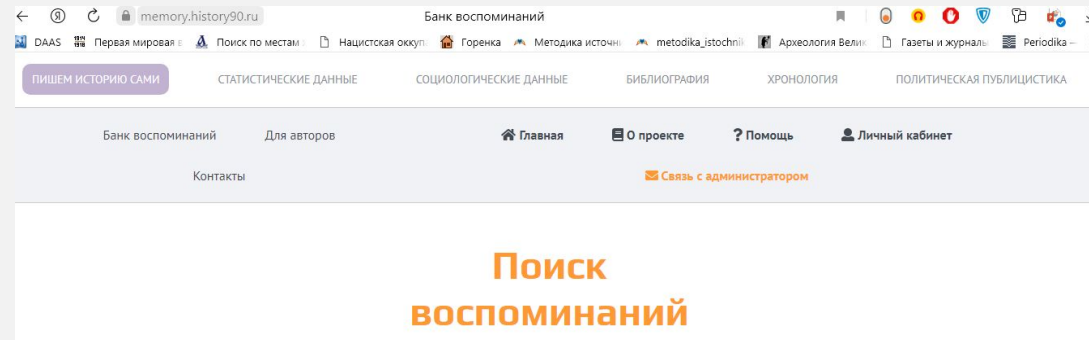 memory.history90.ru Банк воспоминаний
DAAS Первая мировая в Поиск по местам з Нацистская оккуп Горенка Методика источни metodika_istochnik Археология Велик Газеты и журналы Periodika –
ПИШЕМ ИСТОРИЮ САМИ СТАТИСТИЧЕСКИЕ ДАННЫЕ СОЦИОЛОГИЧЕСКИЕ ДАННЫЕ БИБЛИОГРАФИЯ ХРОНОЛОГИЯ ПОЛИТИЧЕСКАЯ ПУБЛИЦИСТИКА
Банк воспоминаний Для авторов Главная О проекте ? Помощь Личный кабинет
Контакты Связь с администратором
Поиск
воспоминаний